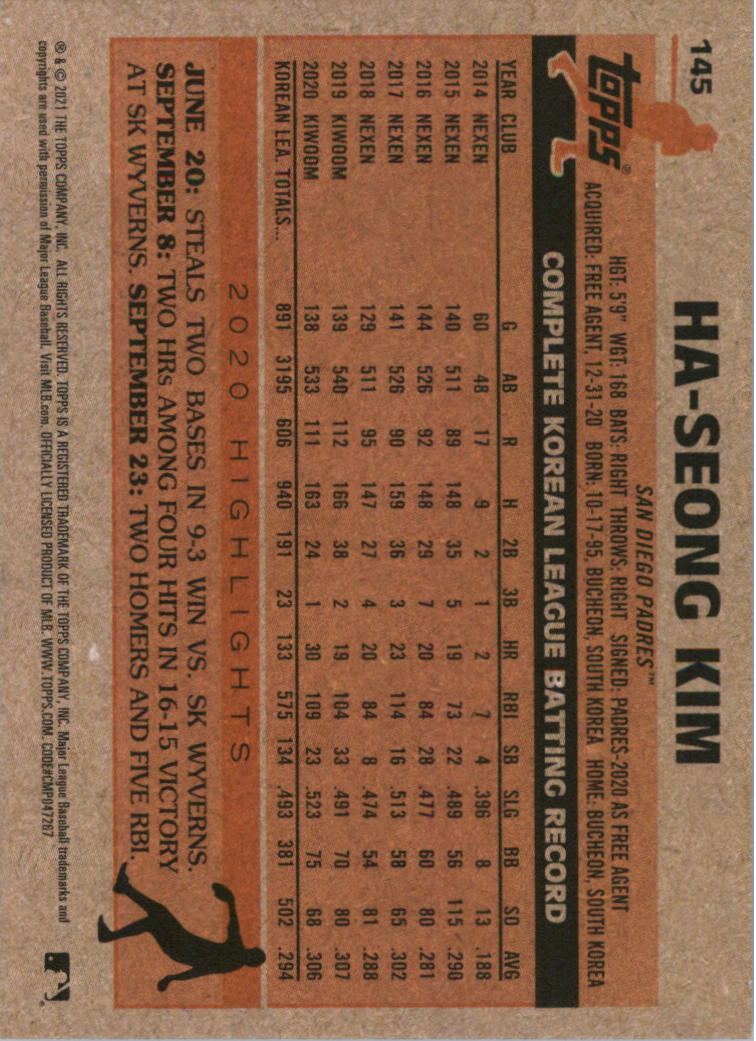 145
HA-SEONG KIM
SAN DIEGO PADRES™
topps®
HGT: 5'9" WGT: 168 BATS: RIGHT THROWS: RIGHT SIGNED: PADRES-2020 AS FREE AGENT
ACQUIRED: FREE AGENT, 12-31-20 BORN: 10-17-95, BUCHEON, SOUTH KOREA HOME: BUCHEON, SOUTH KOREA
COMPLETE KOREAN LEAGUE BATTING RECORD
YEAR CLUB G AB R H 2B 3B HR RBI SB SLG BB SO AVG
2014 NEXEN 60 48 17 9 2 1 2 7 4 .396 8 13 .188
2015 NEXEN 140 511 89 148 35 5 19 73 22 .489 56 115 .290
2016 NEXEN 144 526 92 148 29 7 20 84 28 .477 60 80 .281
2017 NEXEN 141 526 90 159 36 3 23 114 16 .513 58 65 .302
2018 NEXEN 129 511 95 147 27 4 20 84 8 .474 54 81 .288
2019 KIWOOM 139 540 112 166 38 2 19 104 33 .491 70 80 .307
2020 KIWOOM 138 533 111 163 24 1 30 109 23 .523 75 68 .306
KOREAN LEA. TOTALS... 891 3195 606 940 191 23 133 575 134 .493 381 502 .294
2020 HIGHLIGHTS
JUNE 20: STEALS TWO BASES IN 9-3 WIN VS. SK WYVERNS.
SEPTEMBER 8: TWO HRs AMONG FOUR HITS IN 16-15 VICTORY
AT SK WYVERNS. SEPTEMBER 23: TWO HOMERS AND FIVE RBI.
® & © 2021 THE TOPPS COMPANY, INC. ALL RIGHTS RESERVED. TOPPS IS A REGISTERED TRADEMARK OF THE TOPPS COMPANY, INC. Major League Baseball trademarks and
copyrights are used with permission of Major League Baseball. Visit MLB.com. OFFICIALLY LICENSED PRODUCT OF MLB. WWW.TOPPS.COM. CODE#CMP047267